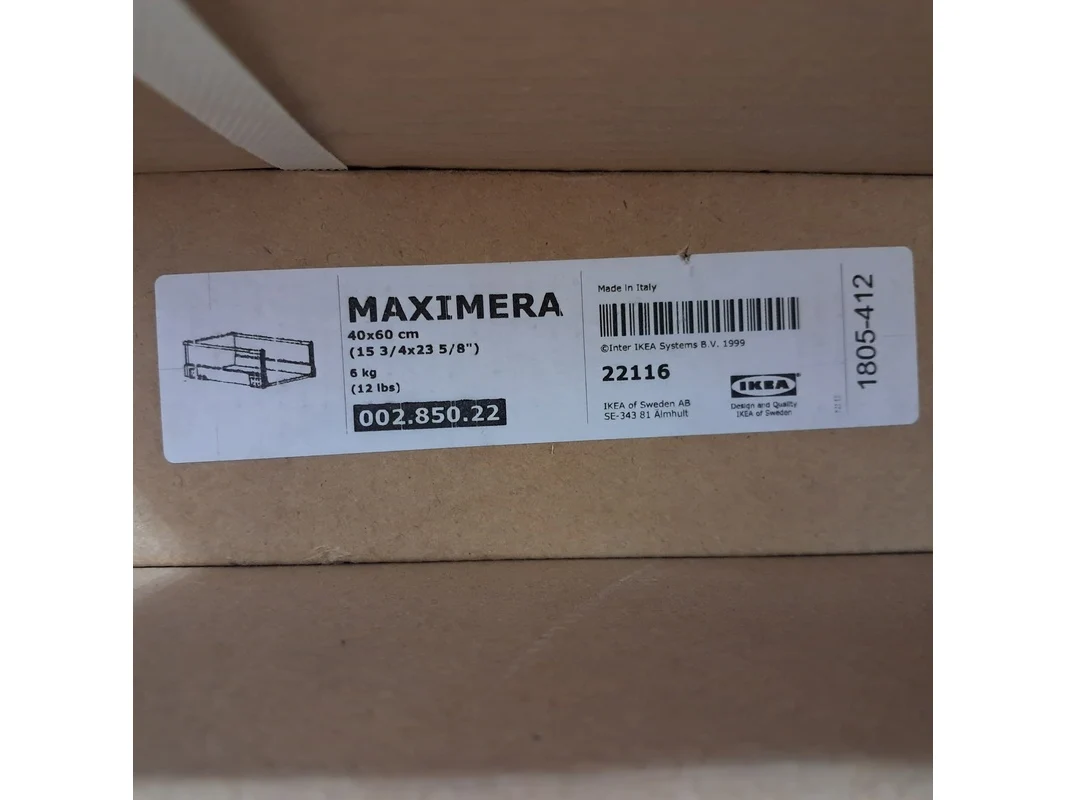 MAXIMERA
40x60 cm
(15 3/4x23 5/8")
6 kg
(12 lbs)
002.850.22
Made in Italy
©Inter IKEA Systems B.V. 1999
22116
IKEA of Sweden AB
SE-343 81 Älmhult
IKEA
Design and Quality
IKEA of Sweden
1805-412